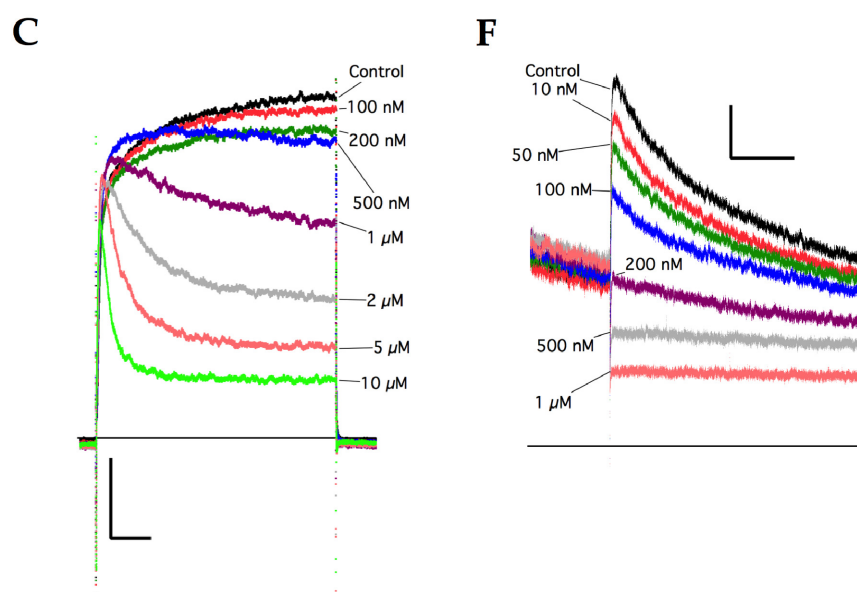 C
Control
100 nM
200 nM
500 nM
1 µM
2 µM
5 µM
10 µM
F
Control
10 nM
50 nM
100 nM
200 nM
500 nM
1 µM